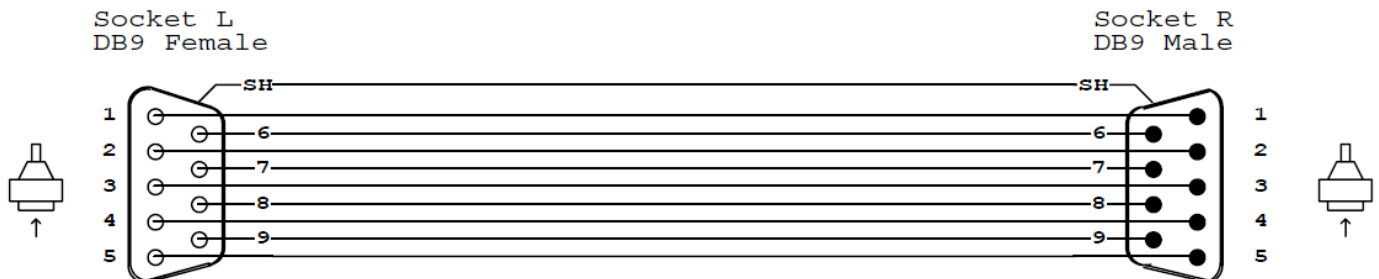 Socket L
DB9 Female
Socket R
DB9 Male
SH SH
1 1
6 6
2 2
7 7
3 3
8 8
4 4
9 9
5 5